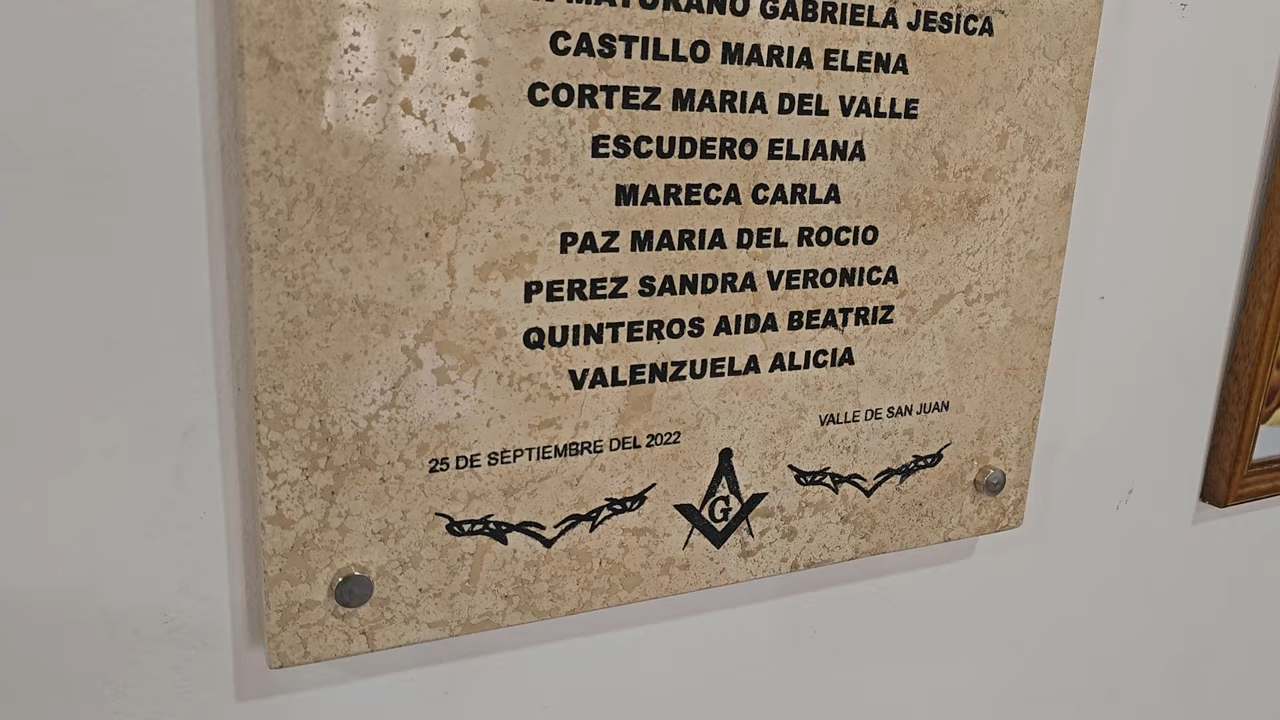 MATURANO GABRIELA JESICA
CASTILLO MARIA ELENA
CORTEZ MARIA DEL VALLE
ESCUDERO ELIANA
MARECA CARLA
PAZ MARIA DEL ROCIO
PEREZ SANDRA VERONICA
QUINTEROS AIDA BEATRIZ
VALENZUELA ALICIA
25 DE SEPTIEMBRE DEL 2022
VALLE DE SAN JUAN
G